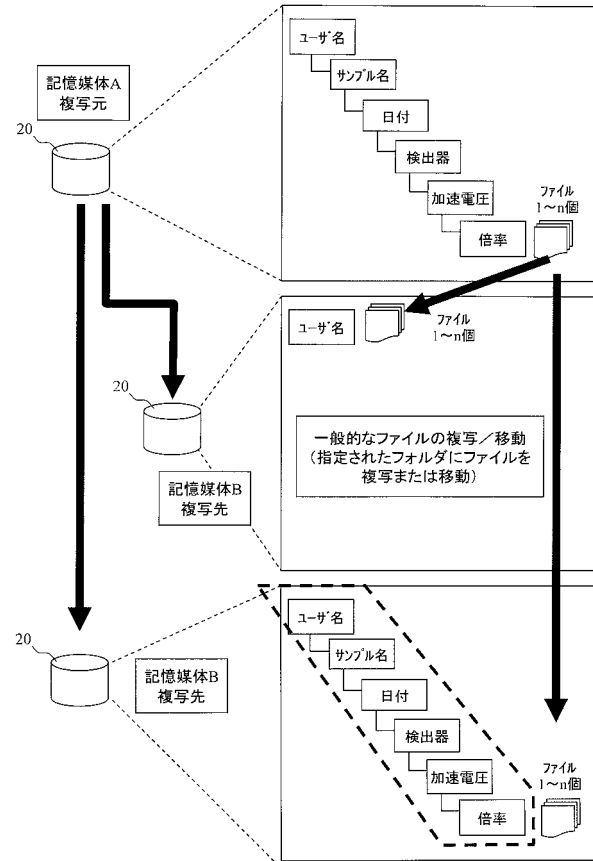 ユーザ名
サンプル名
日付
検出器
加速電圧
倍率
ファイル
1～n個
記憶媒体A
複写元
20
ユーザ名
ファイル
1～n個
一般的なファイルの複写／移動
(指定されたフォルダにファイルを
複写または移動)
20
記憶媒体B
複写先
ユーザ名
サンプル名
日付
検出器
加速電圧
倍率
ファイル
1～n個
20
記憶媒体B
複写先